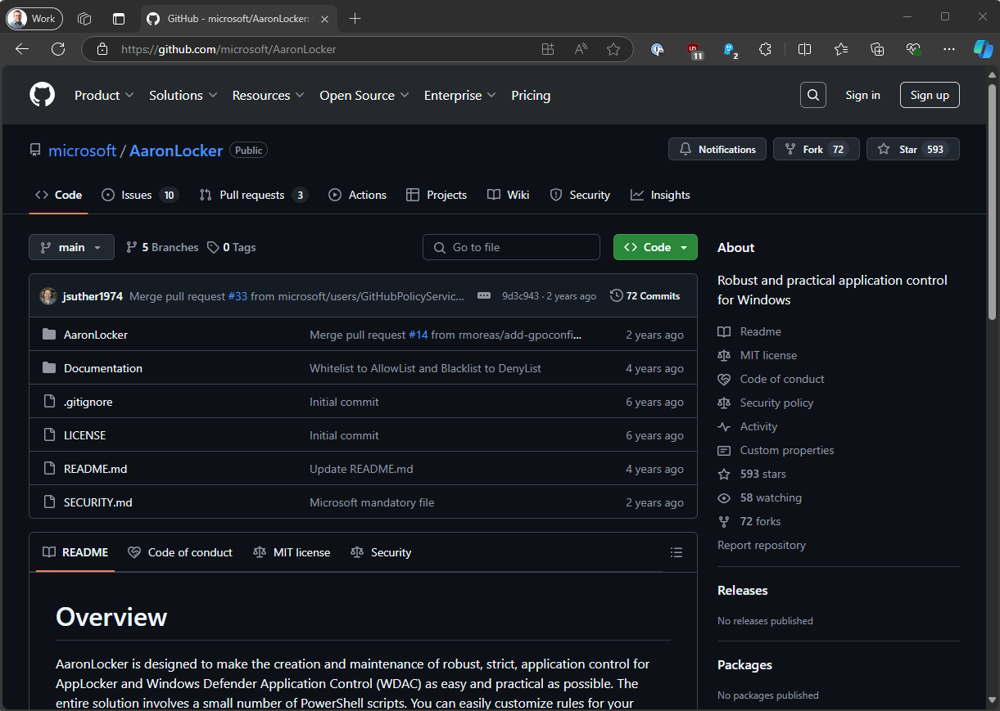 Work
GitHub - microsoft/AaronLocker:
https://github.com/microsoft/AaronLocker
11
2
Product
Solutions
Resources
Open Source
Enterprise
Pricing
Sign in
Sign up
microsoft / AaronLocker
Public
Notifications
Fork 72
Star 593
Code
Issues 10
Pull requests 3
Actions
Projects
Wiki
Security
Insights
main
5 Branches
0 Tags
Go to file
Code
jsuther1974 Merge pull request #33 from microsoft/users/GitHubPolicyServic... 9d3c943 · 2 years ago 72 Commits
AaronLocker Merge pull request #14 from rmoreas/add-gpoconfi... 2 years ago
Documentation Whitelist to AllowList and Blacklist to DenyList 4 years ago
.gitignore Initial commit 6 years ago
LICENSE Initial commit 6 years ago
README.md Update README.md 4 years ago
SECURITY.md Microsoft mandatory file 2 years ago
README
Code of conduct
MIT license
Security
Overview
AaronLocker is designed to make the creation and maintenance of robust, strict, application control for
AppLocker and Windows Defender Application Control (WDAC) as easy and practical as possible. The
entire solution involves a small number of PowerShell scripts. You can easily customize rules for your
About
Robust and practical application control
for Windows
Readme
MIT license
Code of conduct
Security policy
Activity
Custom properties
593 stars
58 watching
72 forks
Report repository
Releases
No releases published
Packages
No packages published